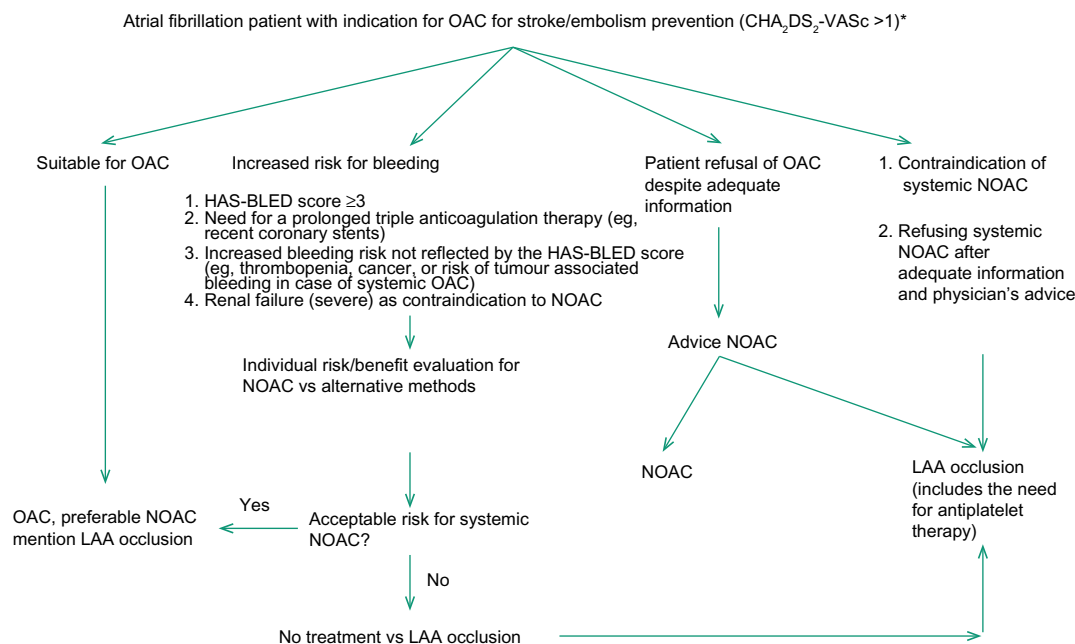 Atrial fibrillation patient with indication for OAC for stroke/embolism prevention (CHA₂DS₂-VASc >1)*
Suitable for OAC
Increased risk for bleeding
1. HAS-BLED score ≥3
2. Need for a prolonged triple anticoagulation therapy (eg,
recent coronary stents)
3. Increased bleeding risk not reflected by the HAS-BLED score
(eg, thrombopenia, cancer, or risk of tumour associated
bleeding in case of systemic OAC)
4. Renal failure (severe) as contraindication to NOAC
Patient refusal of OAC
despite adequate
information
1. Contraindication of
systemic NOAC
2. Refusing systemic
NOAC after
adequate information
and physician's advice
Individual risk/benefit evaluation for
NOAC vs alternative methods
Advice NOAC
NOAC
LAA occlusion
(includes the need
for antiplatelet
therapy)
OAC, preferable NOAC
mention LAA occlusion
Yes
Acceptable risk for systemic
NOAC?
No
No treatment vs LAA occlusion